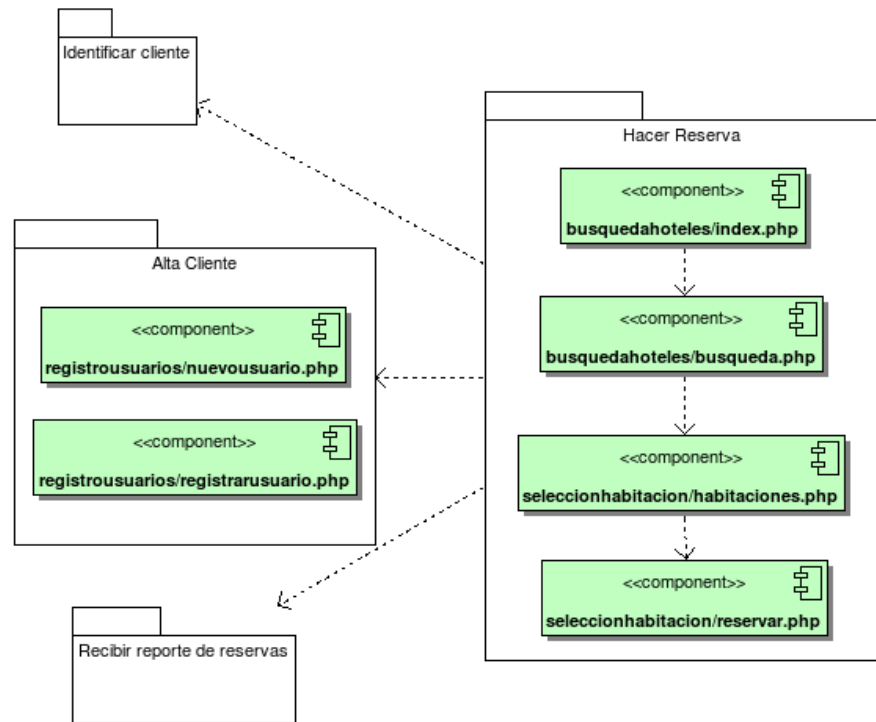 Identificar cliente
Hacer Reserva
<<component>>
busquedahoteles/index.php
<<component>>
busquedahoteles/busqueda.php
<<component>>
seleccionhabitacion/habitaciones.php
<<component>>
seleccionhabitacion/reservar.php
Alta Cliente
<<component>>
registrousuarios/nuevousuario.php
<<component>>
registrousuarios/registrarusuario.php
Recibir reporte de reservas